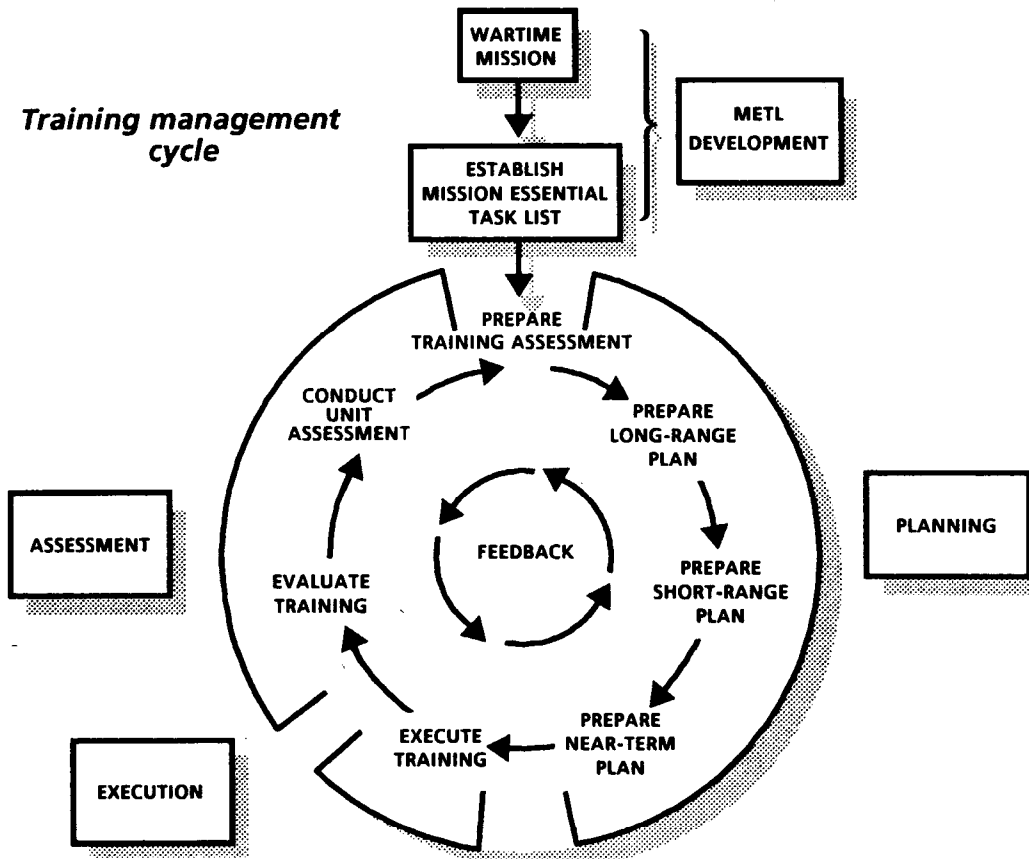 WARTIME
MISSION
Training management
cycle
METL
DEVELOPMENT
ESTABLISH
MISSION ESSENTIAL
TASK LIST
PREPARE
TRAINING ASSESSMENT
CONDUCT
UNIT
ASSESSMENT
PREPARE
LONG-RANGE
PLAN
ASSESSMENT
FEEDBACK
PLANNING
EVALUATE
TRAINING
PREPARE
SHORT-RANGE
PLAN
EXECUTE
TRAINING
PREPARE
NEAR-TERM
PLAN
EXECUTION